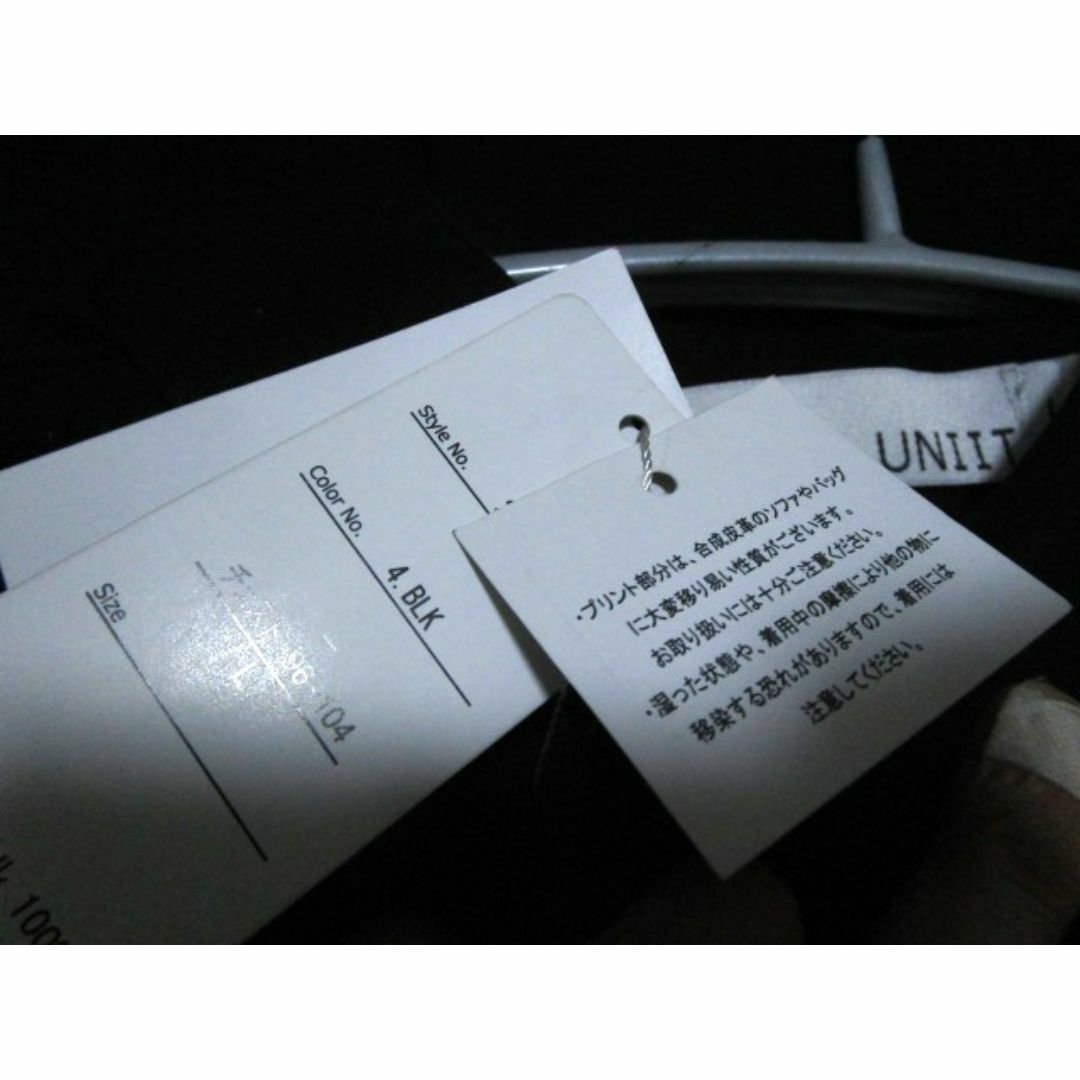 UNIIT
Style No.
Color No.
4. BLK
104
Size
100
・プリント部分は、合成皮革のソファやバッグ
に大変移り易い性質がございます。
お取り扱いには十分ご注意ください。
・湿った状態や、着用中の摩擦により他の物に
移染する恐れがありますので、着用には
注意してください。